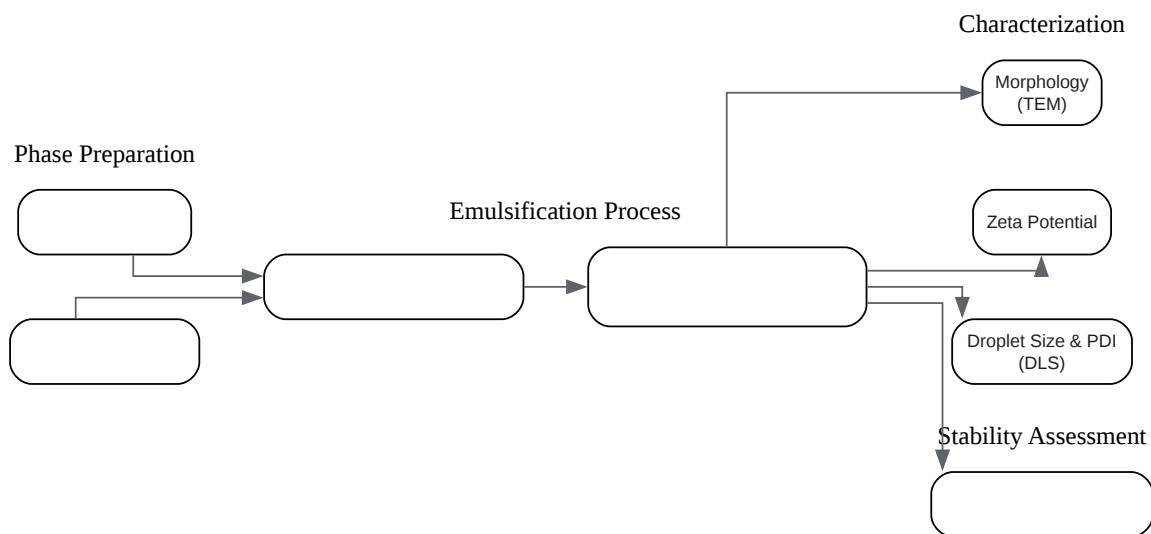 Characterization
Morphology
(TEM)
Phase Preparation
Emulsification Process
Zeta Potential
Droplet Size & PDI
(DLS)
Stability Assessment